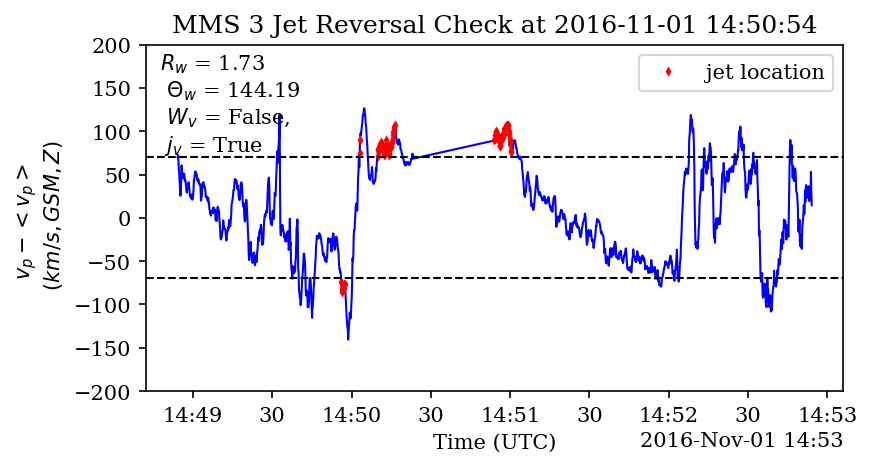 MMS 3 Jet Reversal Check at 2016-11-01 14:50:54
R_w = 1.73
Θ_w = 144.19
W_v = False,
j_v = True
jet location
200
150
100
50
0
−50
−100
−150
−200
v_p − < v_p >
(km/s, GSM, Z)
14:49 30 14:50 30 14:51 30 14:52 30 14:53
Time (UTC)
2016-Nov-01 14:53